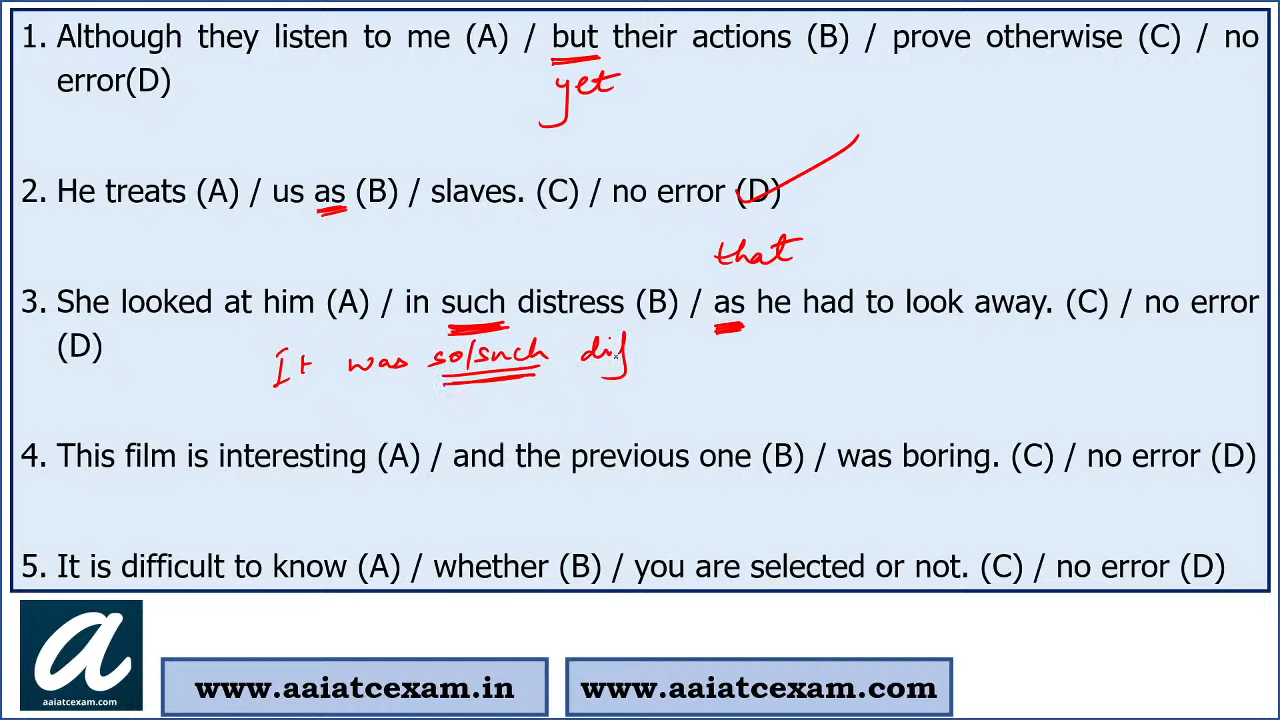 1. Although they listen to me (A) / but their actions (B) / prove otherwise (C) / no
error(D)
yet
2. He treats (A) / us as (B) / slaves. (C) / no error (D)
that
3. She looked at him (A) / in such distress (B) / as he had to look away. (C) / no error
(D)
It was so/such dif
4. This film is interesting (A) / and the previous one (B) / was boring. (C) / no error (D)
5. It is difficult to know (A) / whether (B) / you are selected or not. (C) / no error (D)
a
aaiatcexam.com
www.aaiatcexam.in
www.aaiatcexam.com